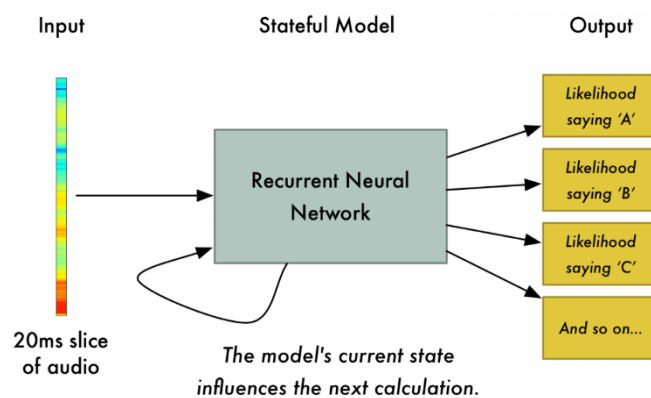 Input
Stateful Model
Output
Likelihood
saying ‘A’
Recurrent Neural
Network
Likelihood
saying ‘B’
Likelihood
saying ‘C’
And so on...
20ms slice
of audio
The model's current state
influences the next calculation.